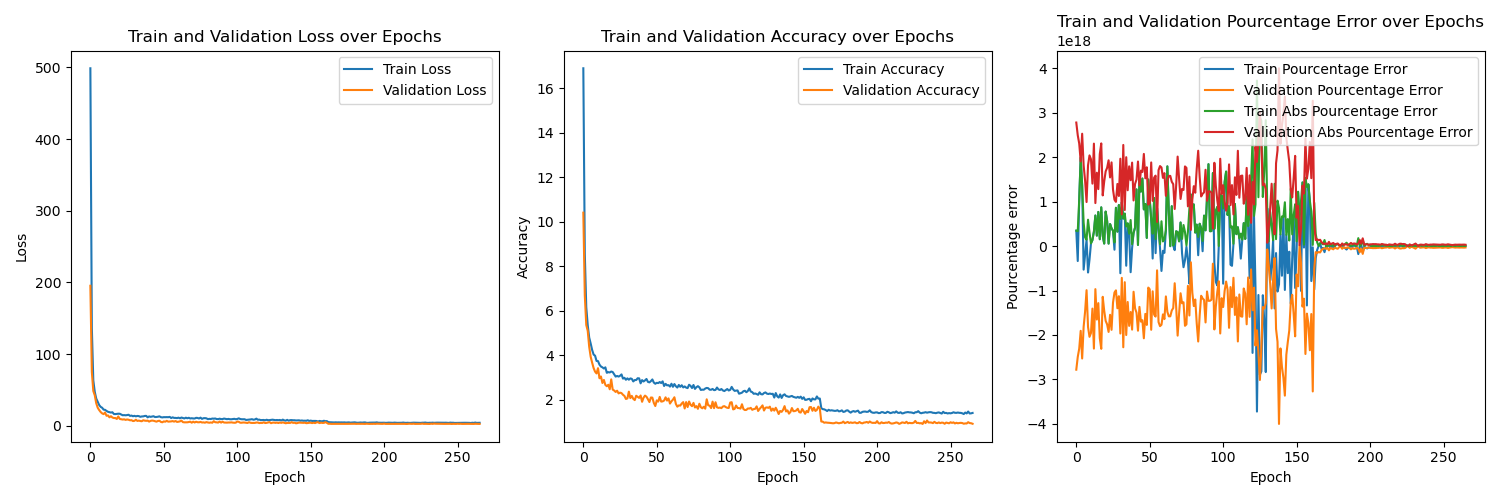 Train and Validation Loss over Epochs
Train Loss
Validation Loss
Loss
500
400
300
200
100
0
0 50 100 150 200 250
Epoch
Train and Validation Accuracy over Epochs
Train Accuracy
Validation Accuracy
Accuracy
16
14
12
10
8
6
4
2
0 50 100 150 200 250
Epoch
Train and Validation Pourcentage Error over Epochs
1e18
Train Pourcentage Error
Validation Pourcentage Error
Train Abs Pourcentage Error
Validation Abs Pourcentage Error
Pourcentage error
4
3
2
1
0
−1
−2
−3
−4
0 50 100 150 200 250
Epoch